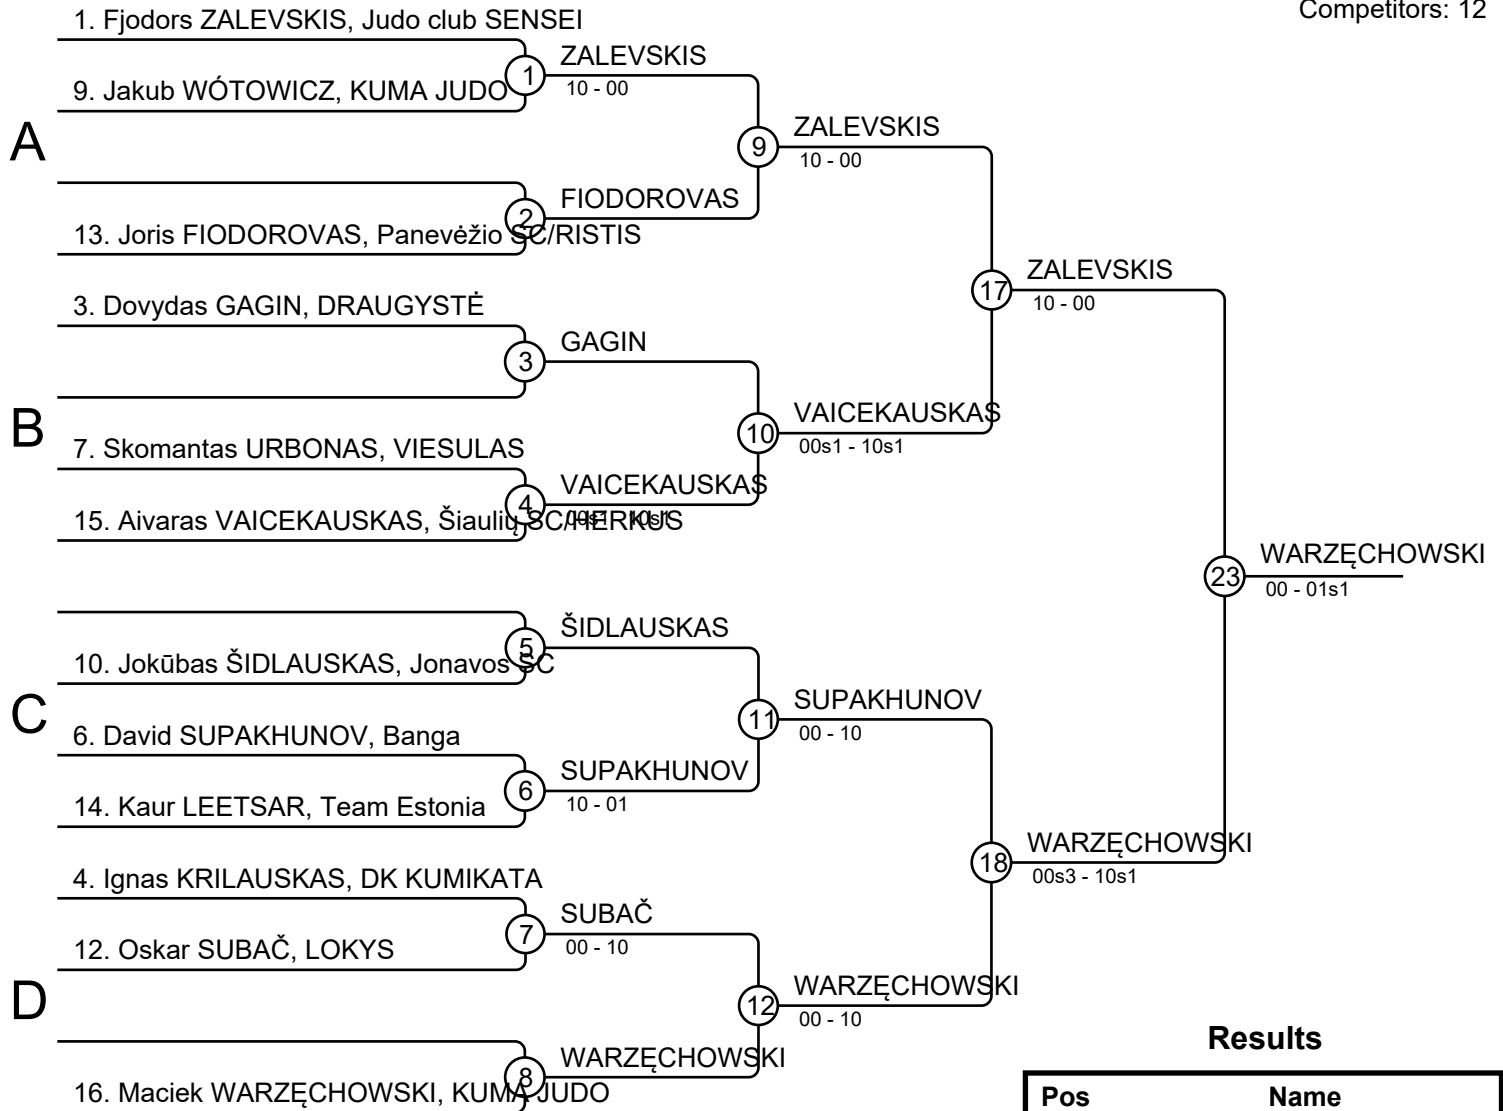 Competitors: 12
1. Fjodors ZALEVSKIS, Judo club SENSEI
1
ZALEVSKIS
10 - 00
9. Jakub WÓTOWICZ, KUMA JUDO
A
9
ZALEVSKIS
10 - 00
2
FIODOROVAS
13. Joris FIODOROVAS, Panevėžio SC/RISTIS
17
ZALEVSKIS
10 - 00
3. Dovydas GAGIN, DRAUGYSTĖ
3
GAGIN
B
10
VAICEKAUSKAS
00s1 - 10s1
7. Skomantas URBONAS, VIESULAS
4
VAICEKAUSKAS
00s1 - 10s1
15. Aivaras VAICEKAUSKAS, Šiaulių SC/HERKUS
23
WARZĘCHOWSKI
00 - 01s1
5
ŠIDLAUSKAS
10. Jokūbas ŠIDLAUSKAS, Jonavos SC
C
11
SUPAKHUNOV
00 - 10
6. David SUPAKHUNOV, Banga
6
SUPAKHUNOV
10 - 01
14. Kaur LEETSAR, Team Estonia
18
WARZĘCHOWSKI
00s3 - 10s1
4. Ignas KRILAUSKAS, DK KUMIKATA
7
SUBAČ
00 - 10
12. Oskar SUBAČ, LOKYS
D
12
WARZĘCHOWSKI
00 - 10
8
WARZĘCHOWSKI
16. Maciek WARZĘCHOWSKI, KUMA JUDO
Results
Pos Name